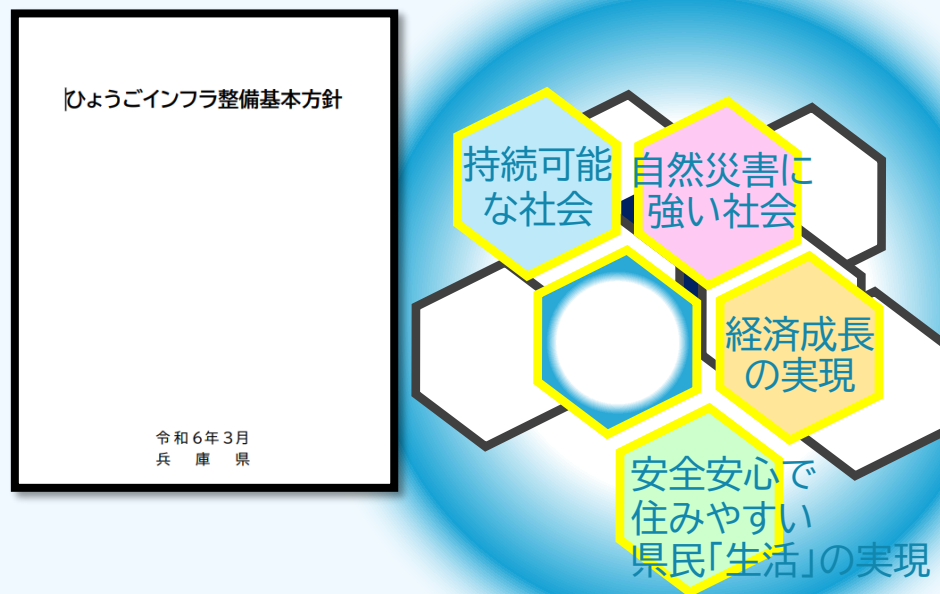 ひょうごインフラ整備基本方針
令和6年3月
兵庫県
持続可能
な社会
自然災害に
強い社会
経済成長
の実現
安全安心で
住みやすい
県民「生活」の実現